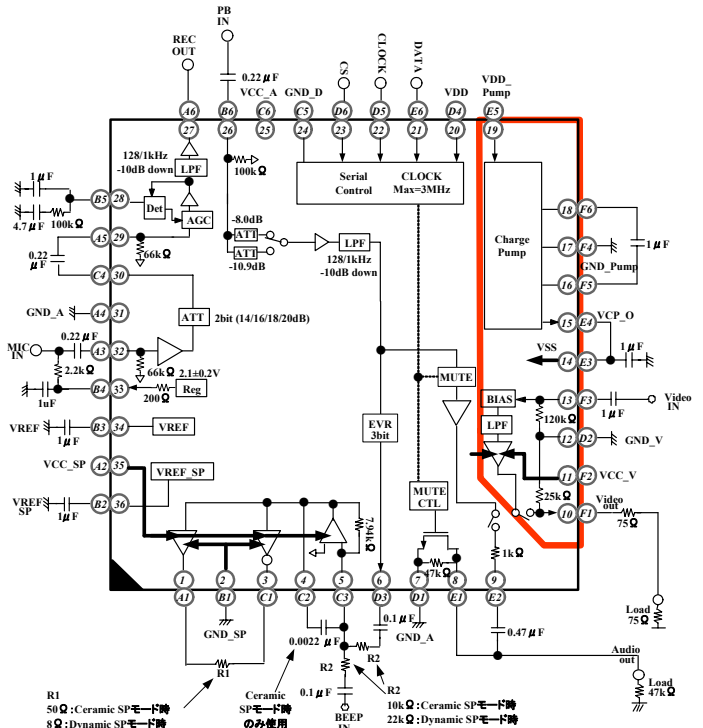 PB
IN
REC
OUT
0.22μF
VCC_A
GND_D
CS
CLOCK
DATA
VDD
VDD_
Pump
A6
B6
C6
C5
D6
D5
E6
D4
E5
27
26
25
24
23
22
21
20
19
128/1kHz
-10dB down
LPF
100kΩ
Serial
Control
CLOCK
Max=3MHz
1μF
B5
28
Det
AGC
4.7μF
100kΩ
A5
29
66kΩ
0.22
μF
C4
30
-8.0dB
ATT
ATT
-10.9dB
LPF
128/1kHz
-10dB down
Charge
Pump
18
F6
17
F4
GND_Pump
1μF
16
F5
GND_A
A4
31
ATT
2bit (14/16/18/20dB)
15
E4
VCP_O
MIC
IN
0.22μF
A3
32
VSS
14
E3
1μF
2.2kΩ
66kΩ
2.1±0.2V
1uF
B4
33
200Ω
Reg
MUTE
BIAS
13
F3
Video
IN
1μF
120kΩ
LPF
VREF
1μF
B3
34
VREF
EVR
3bit
12
D2
GND_V
VCC_SP
A2
35
VREF_SP
11
F2
VCC_V
VREF
SP
1μF
B2
36
MUTE
CTL
25kΩ
10
F1
Video
out
75Ω
7.94kΩ
1kΩ
47kΩ
1
2
3
4
5
6
7
8
9
A1
B1
C1
C2
C3
D3
D1
E1
E2
GND_SP
0.0022μF
0.1μF
GND_A
0.47μF
Load
75Ω
R1
R2
R2
Audio
out
Load
47kΩ
R1
50Ω:Ceramic SPモード時
8Ω:Dynamic SPモード時
Ceramic
SPモード時
のみ使用
0.1μF
BEEP
IN
10kΩ:Ceramic SPモード時
22kΩ:Dynamic SPモード時